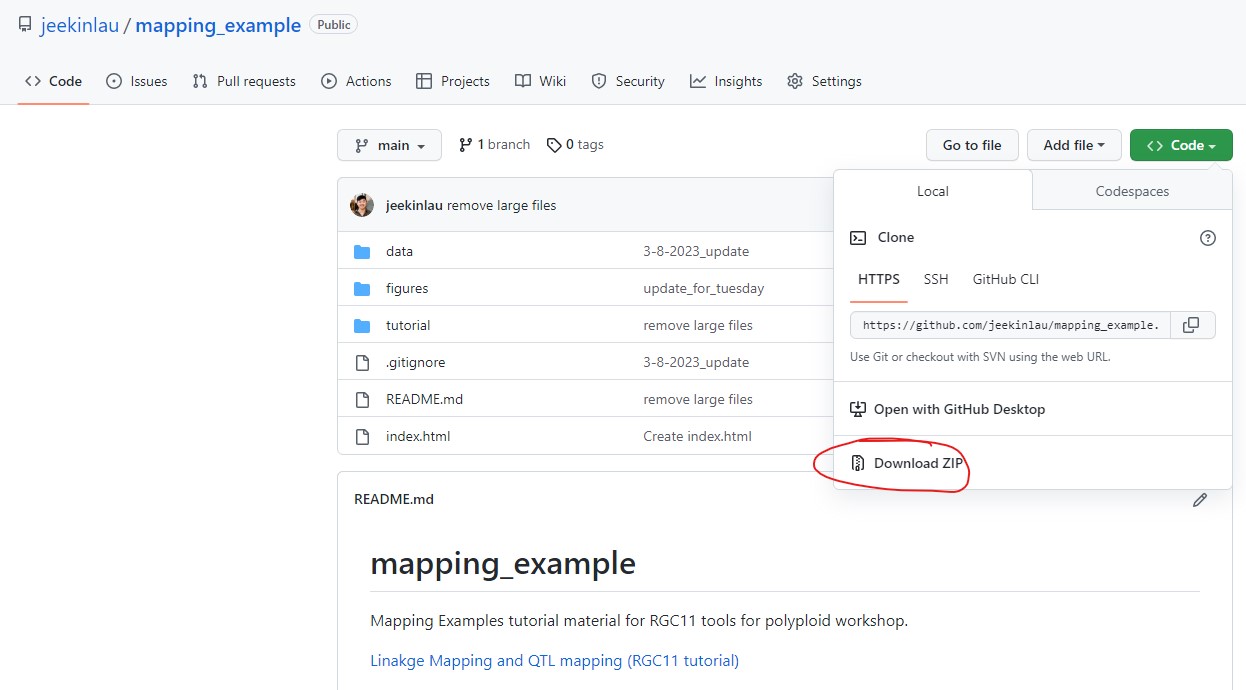 jeekinlau / mapping_example Public
Code Issues Pull requests Actions Projects Wiki Security Insights Settings
main 1 branch 0 tags Go to file Add file Code
Local Codespaces
jeekinlau remove large files
Clone
data 3-8-2023_update
HTTPS SSH GitHub CLI
figures update_for_tuesday
tutorial remove large files
https://github.com/jeekinlau/mapping_example.
Use Git or checkout with SVN using the web URL.
.gitignore 3-8-2023_update
README.md remove large files
Open with GitHub Desktop
index.html Create index.html
Download ZIP
README.md
mapping_example
Mapping Examples tutorial material for RGC11 tools for polyploid workshop.
Linakge Mapping and QTL mapping (RGC11 tutorial)